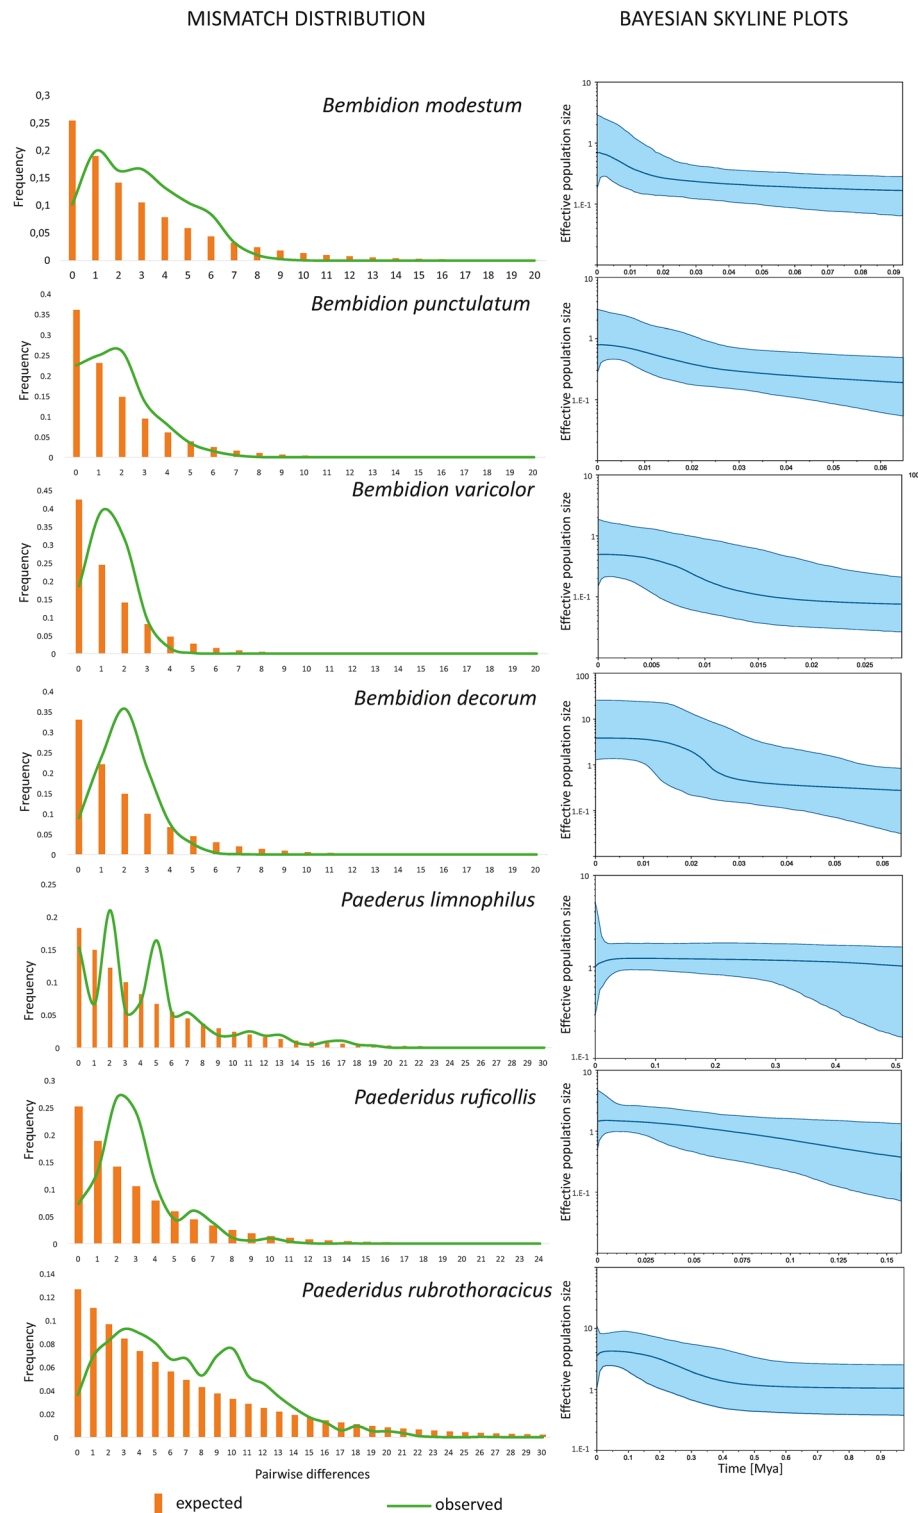 MISMATCH DISTRIBUTION
BAYESIAN SKYLINE PLOTS
Bembidion modestum
Frequency
0,3
0,25
0,2
0,15
0,1
0,05
0
0 1 2 3 4 5 6 7 8 9 10 11 12 13 14 15 16 17 18 19 20
Effective population size
10
1
1.E-1
0 0.01 0.02 0.03 0.04 0.05 0.06 0.07 0.08 0.09
Bembidion punctulatum
Frequency
0.4
0.35
0.3
0.25
0.2
0.15
0.1
0.05
0
0 1 2 3 4 5 6 7 8 9 10 11 12 13 14 15 16 17 18 19 20
Effective population size
10
1
1.E-1
0 0.01 0.02 0.03 0.04 0.05 0.06
Bembidion varicolor
Frequency
0.45
0.4
0.35
0.3
0.25
0.2
0.15
0.1
0.05
0
0 1 2 3 4 5 6 7 8 9 10 11 12 13 14 15 16 17 18 19 20
Effective population size
10
100
1
1.E-1
0 0.005 0.01 0.015 0.02 0.025
Bembidion decorum
Frequency
0.4
0.35
0.3
0.25
0.2
0.15
0.1
0.05
0
0 1 2 3 4 5 6 7 8 9 10 11 12 13 14 15 16 17 18 19 20
Effective population size
100
10
1
1.E-1
0 0.01 0.02 0.03 0.04 0.05 0.06
Paederus limnophilus
Frequency
0.25
0.2
0.15
0.1
0.05
0
0 1 2 3 4 5 6 7 8 9 10 11 12 13 14 15 16 17 18 19 20 21 22 23 24 25 26 27 28 29 30
Effective population size
10
1
1.E-1
0 0.1 0.2 0.3 0.4 0.5
Paederidus ruficollis
Frequency
0.3
0.25
0.2
0.15
0.1
0.05
0
0 1 2 3 4 5 6 7 8 9 10 11 12 13 14 15 16 17 18 19 20 21 22 23 24
Effective population size
10
1
1.E-1
0 0.025 0.05 0.075 0.1 0.125 0.15
Paederidus rubrothoracicus
Frequency
0.14
0.12
0.1
0.08
0.06
0.04
0.02
0
0 1 2 3 4 5 6 7 8 9 10 11 12 13 14 15 16 17 18 19 20 21 22 23 24 25 26 27 28 29 30
Pairwise differences
Effective population size
10
1
1.E-1
0 0.1 0.2 0.3 0.4 0.5 0.6 0.7 0.8 0.9
Time [Mya]
expected
observed